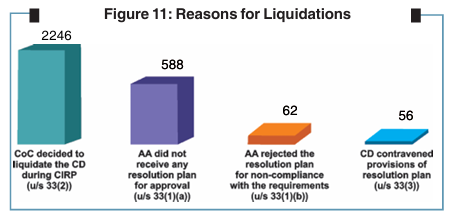 Figure 11: Reasons for Liquidations
2246
588
62
56
CoC decided to
liquidate the CD
during CIRP
(u/s 33(2))
AA did not
receive any
resolution plan
for approval
(u/s 33(1)(a))
AA rejected the
resolution plan
for non-compliance
with the requirements
(u/s 33(1)(b))
CD contravened
provisions of
resolution plan
(u/s 33(3))